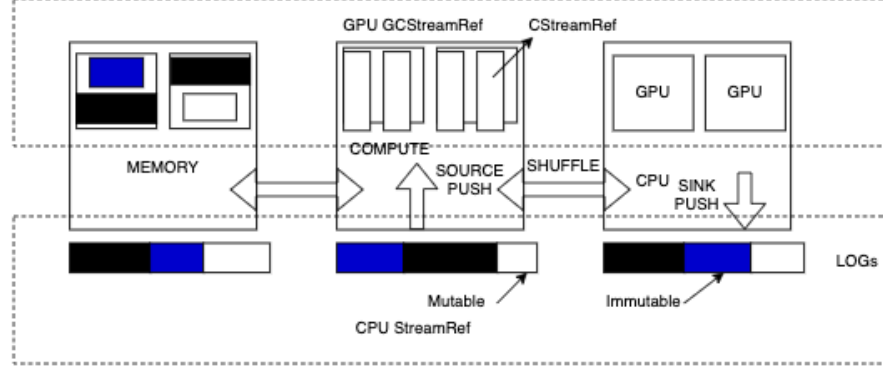 GPU GCStreamRef
CStreamRef
GPU
GPU
MEMORY
COMPUTE
SOURCE
PUSH
SHUFFLE
CPU
SINK
PUSH
LOGs
Mutable
Immutable
CPU StreamRef